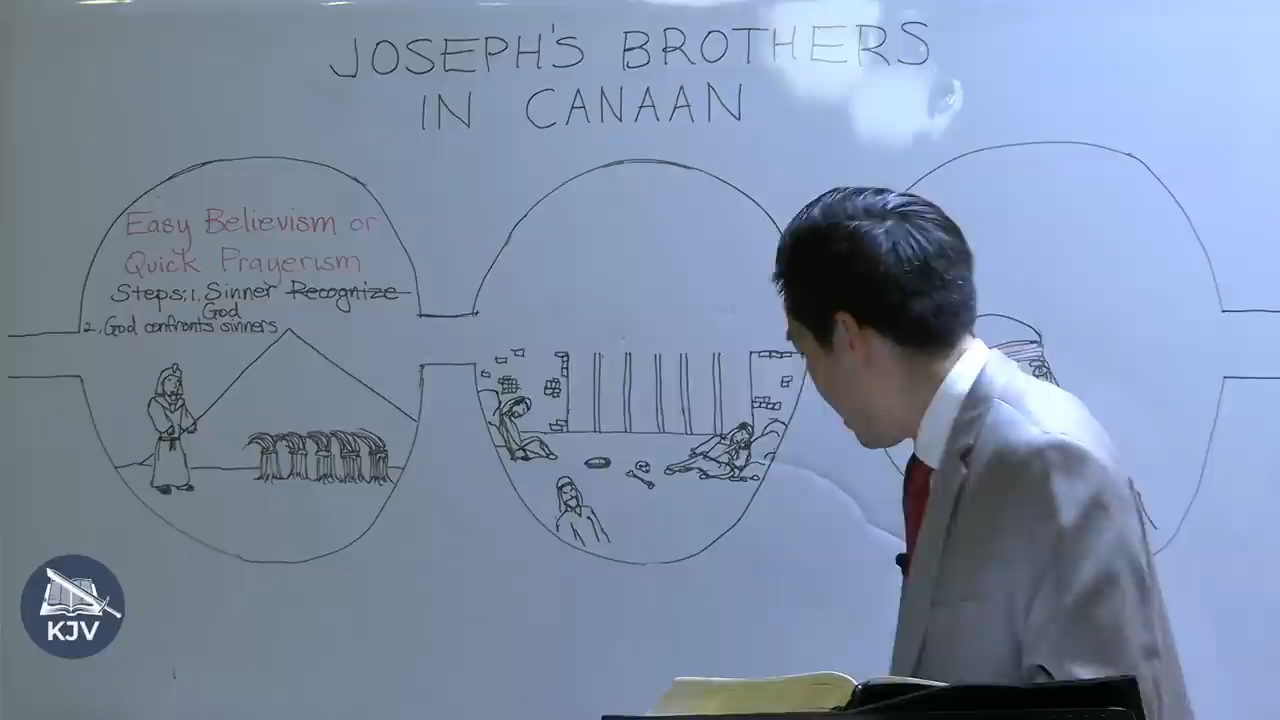 JOSEPH'S BROTHERS
IN CANAAN
Easy Believism or
Quick Prayerism
Steps: 1. Sinner Recognize
God
2. God confronts sinners
KJV